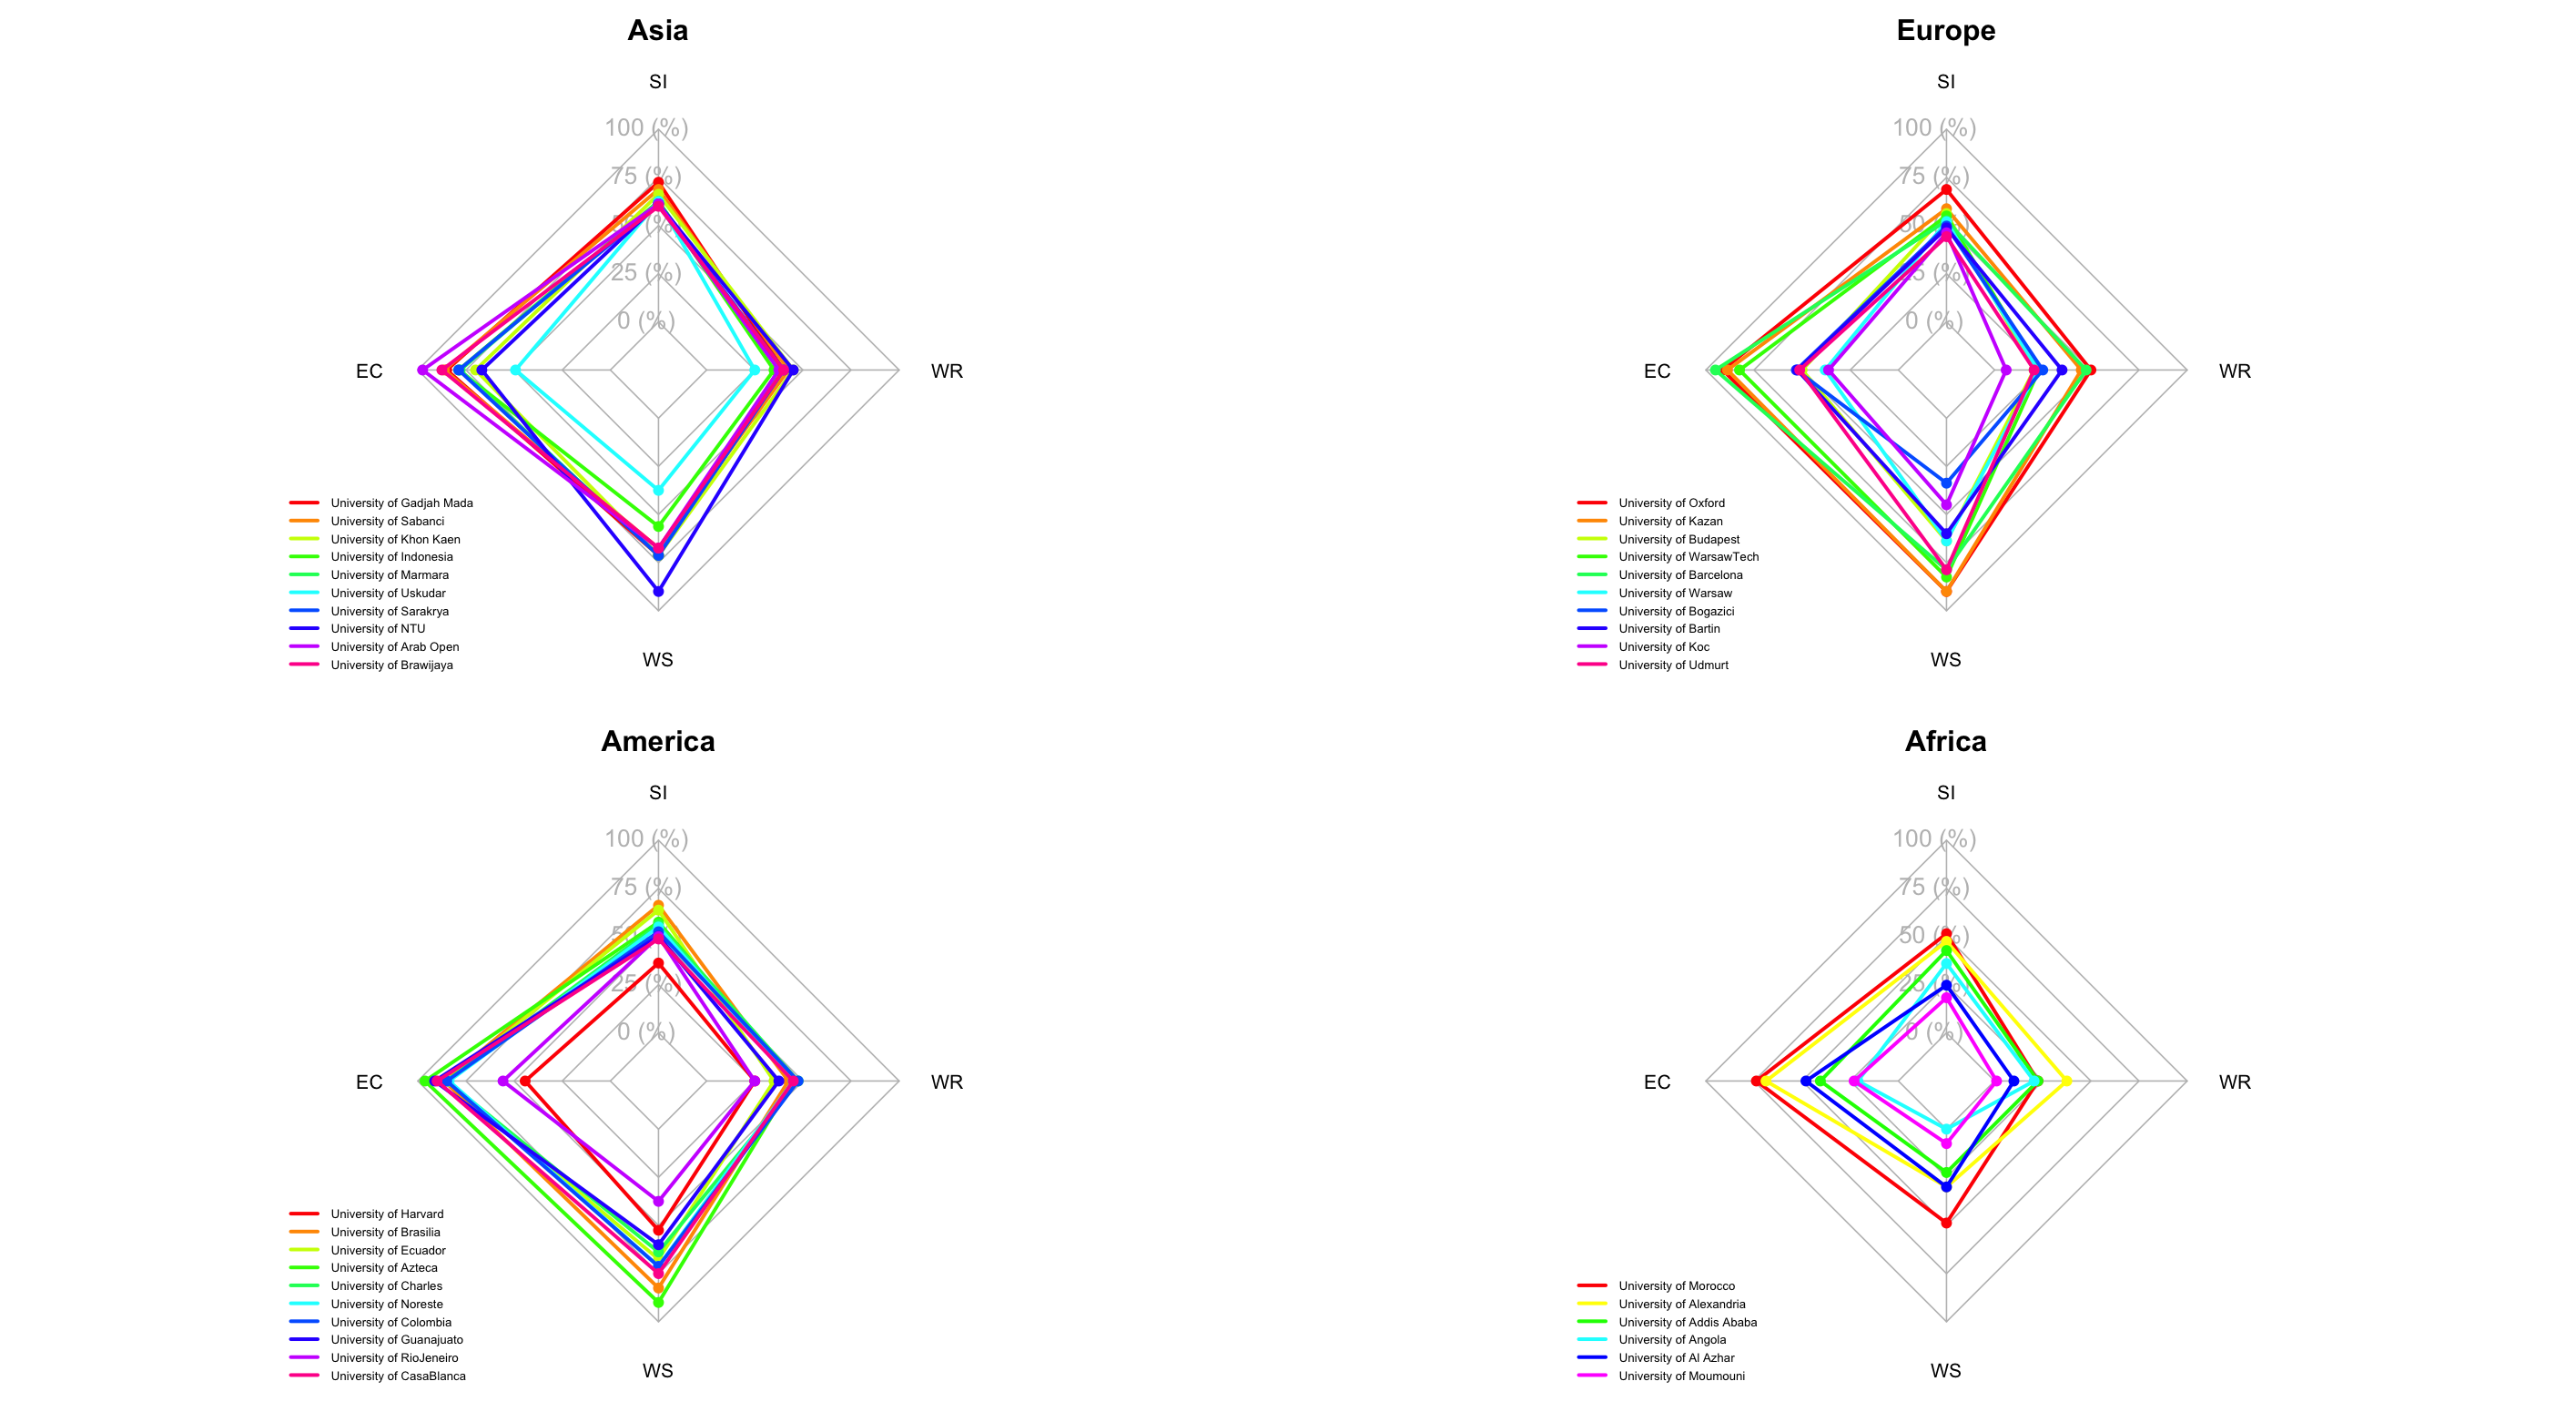 Asia
SI
100 (%)
75 (%)
25 (%)
0 (%)
EC
WR
WS
University of Gadjah Mada
University of Sabanci
University of Khon Kaen
University of Indonesia
University of Marmara
University of Uskudar
University of Sarakrya
University of NTU
University of Arab Open
University of Brawijaya
Europe
SI
100 (%)
75 (%)
50 (%)
0 (%)
EC
WR
WS
University of Oxford
University of Kazan
University of Budapest
University of WarsawTech
University of Barcelona
University of Warsaw
University of Bogazici
University of Bartin
University of Koc
University of Udmurt
America
SI
100 (%)
75 (%)
25 (%)
0 (%)
EC
WR
WS
University of Harvard
University of Brasilia
University of Ecuador
University of Azteca
University of Charles
University of Noreste
University of Colombia
University of Guanajuato
University of RioJeneiro
University of CasaBlanca
Africa
SI
100 (%)
75 (%)
50 (%)
25 (%)
0 (%)
EC
WR
WS
University of Morocco
University of Alexandria
University of Addis Ababa
University of Angola
University of Al Azhar
University of Moumouni